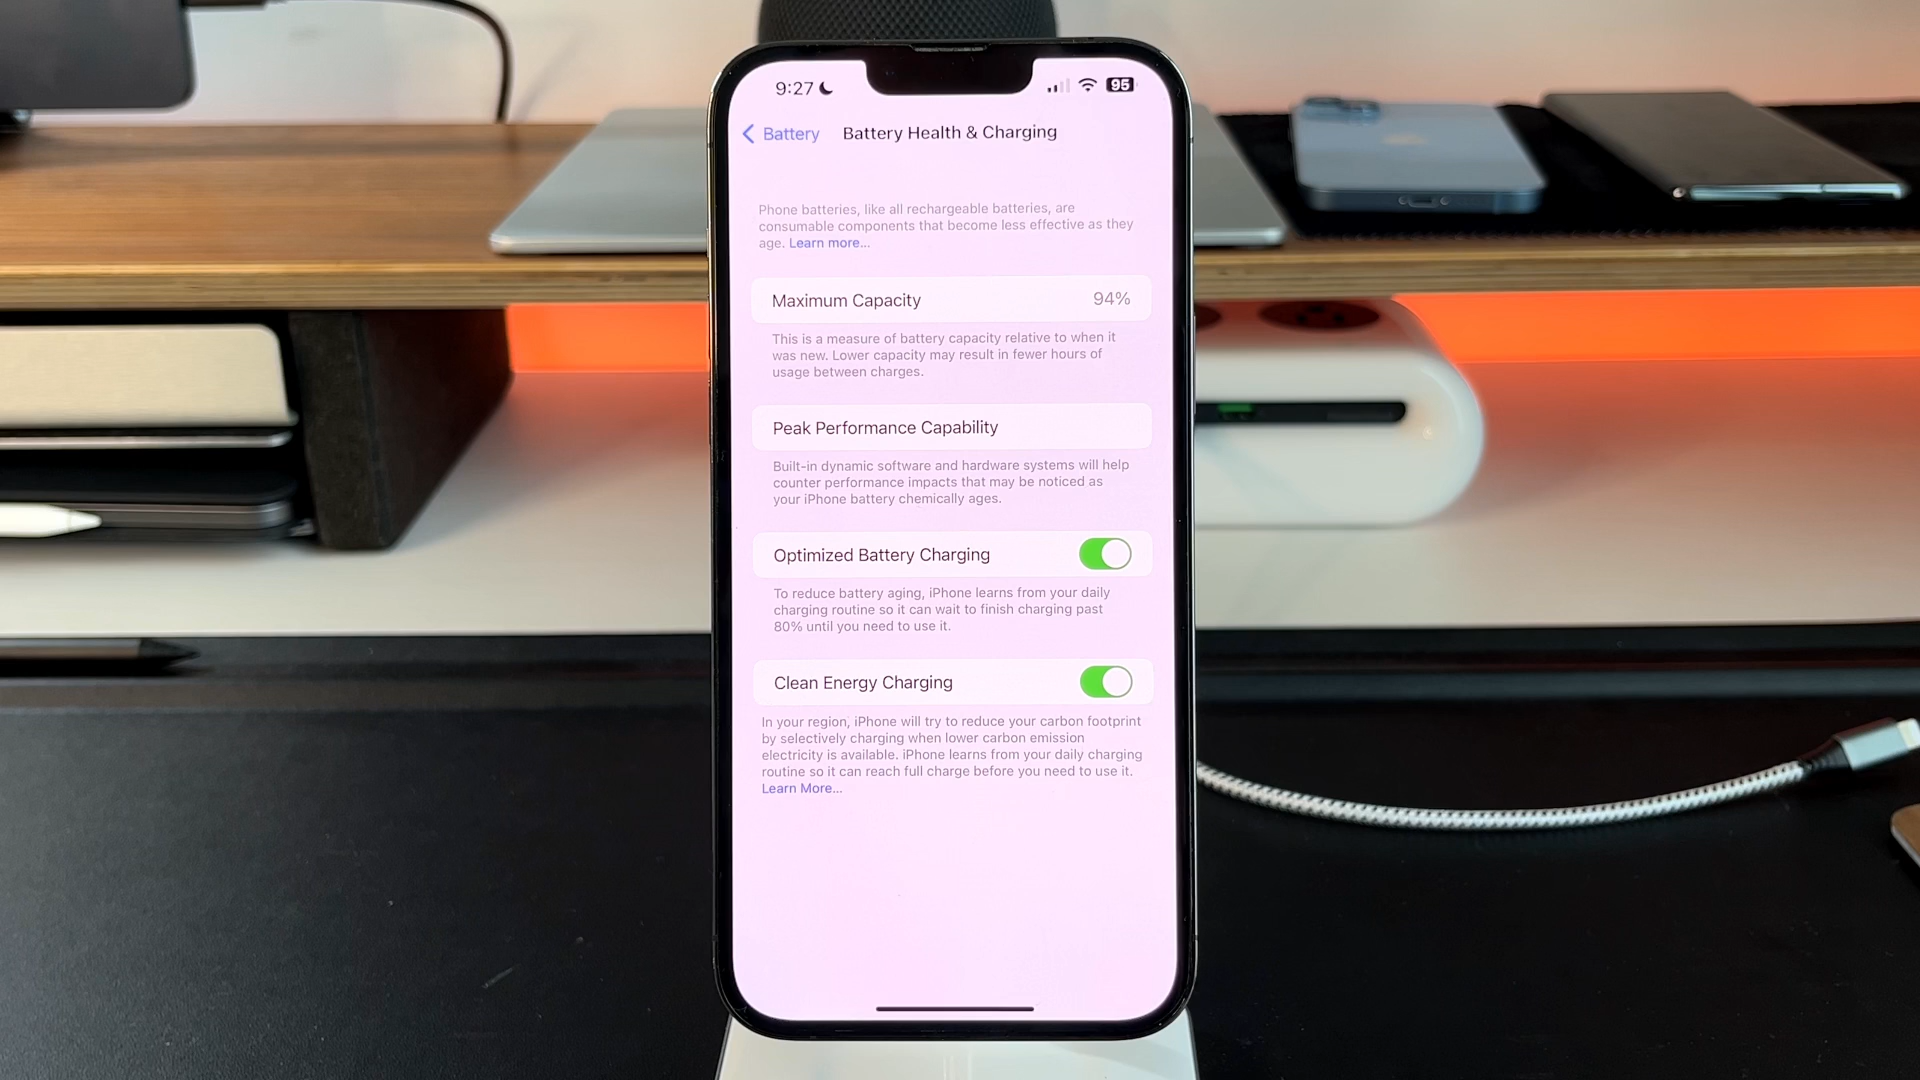 9:27
95
Battery
Battery Health & Charging
Phone batteries, like all rechargeable batteries, are
consumable components that become less effective as they
age. Learn more...
Maximum Capacity 94%
This is a measure of battery capacity relative to when it
was new. Lower capacity may result in fewer hours of
usage between charges.
Peak Performance Capability
Built-in dynamic software and hardware systems will help
counter performance impacts that may be noticed as
your iPhone battery chemically ages.
Optimized Battery Charging
To reduce battery aging, iPhone learns from your daily
charging routine so it can wait to finish charging past
80% until you need to use it.
Clean Energy Charging
In your region, iPhone will try to reduce your carbon footprint
by selectively charging when lower carbon emission
electricity is available. iPhone learns from your daily charging
routine so it can reach full charge before you need to use it.
Learn More...